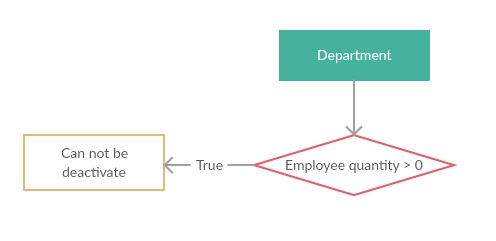 Department
Employee quantity > 0
True
Can not be
deactivate